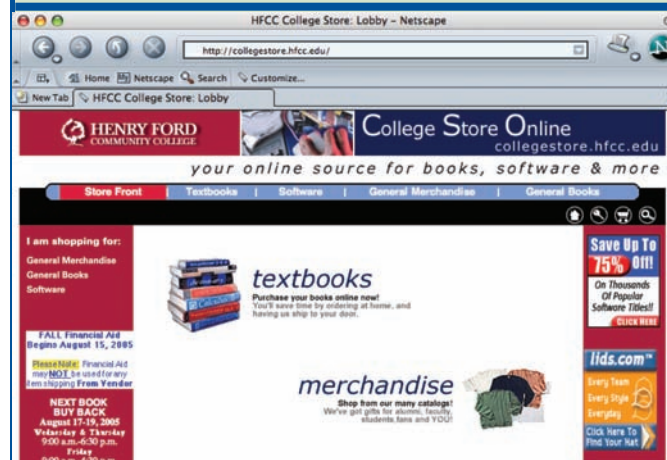 HFCC College Store: Lobby – Netscape
http://collegestore.hfcc.edu/
Home Netscape Search Customize...
New Tab HFCC College Store: Lobby
HENRY FORD
COMMUNITY COLLEGE
College Store Online
collegestore.hfcc.edu
your online source for books, software & more
Store Front | Textbooks | Software | General Merchandise | General Books
I am shopping for:
General Merchandise
General Books
Software
FALL Financial Aid
Begins August 15, 2005
Please Note: Financial Aid
may NOT be used for any
item shipping From Vendor
NEXT BOOK
BUY BACK
August 17-19, 2005
Wednesday & Thursday
9:00 a.m.-6:30 p.m.
Friday
textbooks
Purchase your books online now!
You'll save time by ordering at home, and
having us ship to your door.
merchandise
Shop from our many catalogs!
We've got gifts for alumni, faculty,
students, fans and YOU!
Save Up To
75% Off!
On Thousands
Of Popular
Software Titles!!
CLICK HERE
lids.com™
Every Team
Every Style
Everyday
Click Here To
Find Your Hat